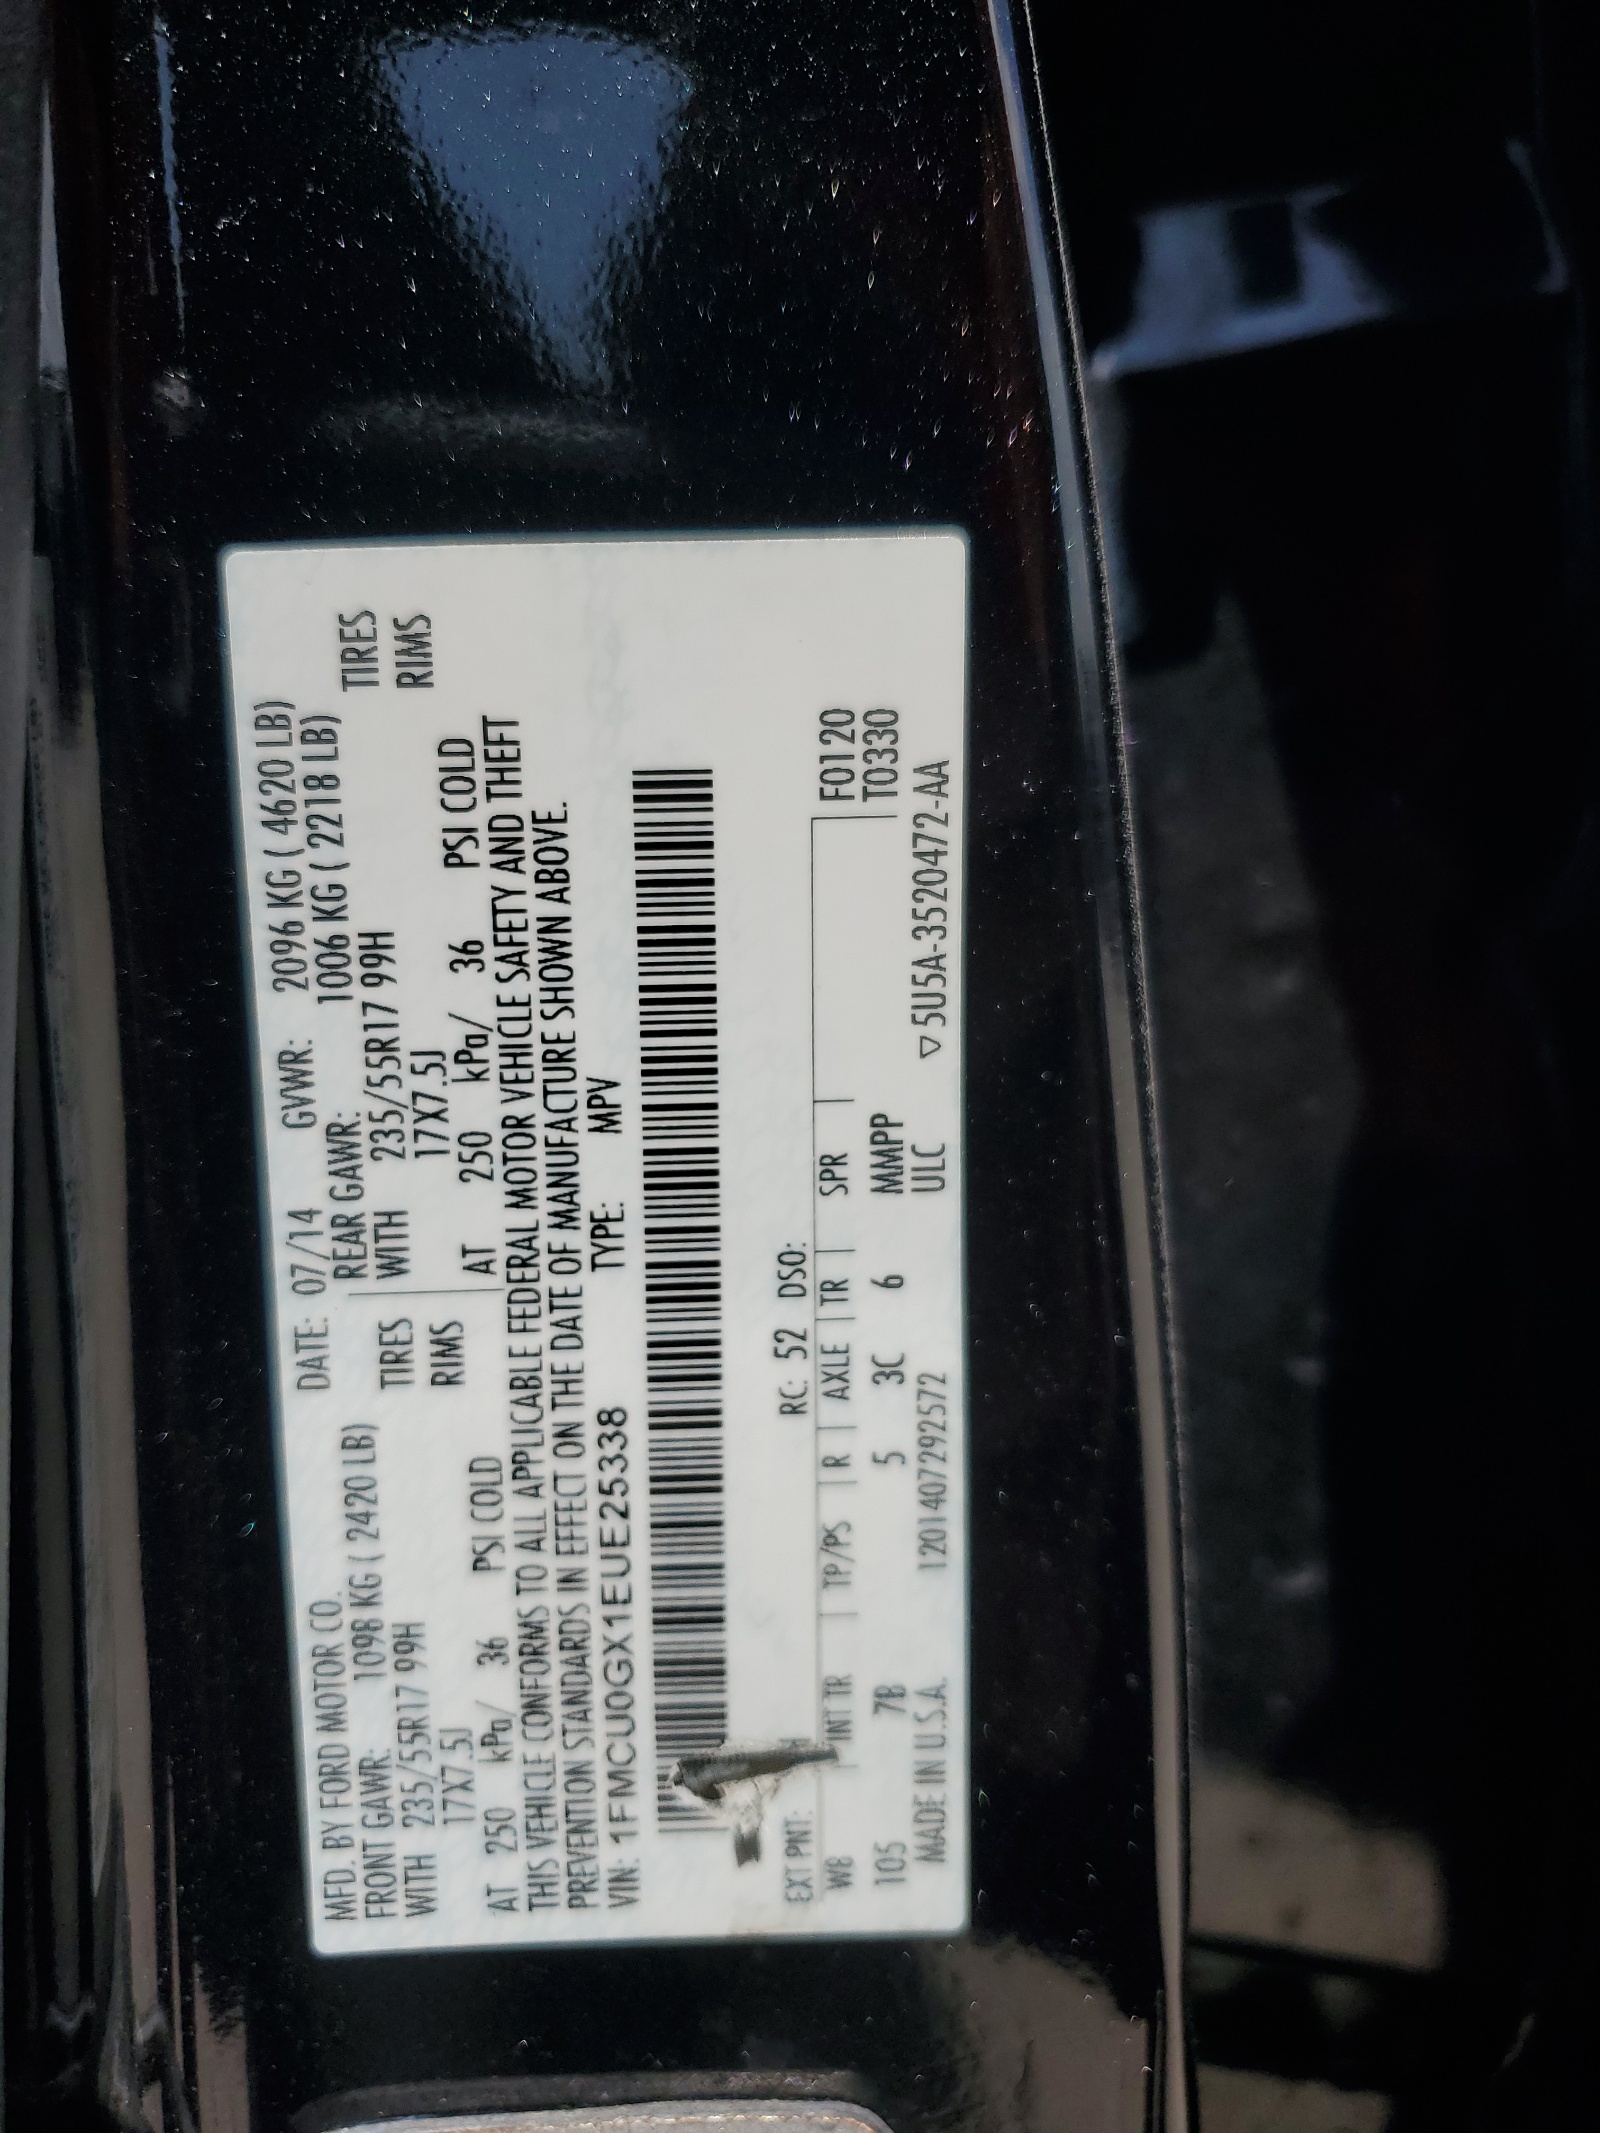 MFD. BY FORD MOTOR CO. DATE: 07/14 GVWR: 2096 KG ( 4620 LB)
FRONT GAWR: 1098 KG ( 2420 LB) REAR GAWR: 1006 KG ( 2218 LB)
WITH 235/55R17 99H TIRES WITH 235/55R17 99H TIRES
17X7.5J RIMS 17X7.5J RIMS
AT 250 kPa/ 36 PSI COLD AT 250 kPa/ 36 PSI COLD
THIS VEHICLE CONFORMS TO ALL APPLICABLE FEDERAL MOTOR VEHICLE SAFETY AND THEFT
PREVENTION STANDARDS IN EFFECT ON THE DATE OF MANUFACTURE SHOWN ABOVE.
VIN: 1FMCU0GX1EUE25338 TYPE: MPV
EXT PNT: RC: 52 DSO:
WB INT TR TP/PS R AXLE TR SPR F0120
105 7B 5 3C 6 MMPP T0330
MADE IN U.S.A. 1201407292572 ULC ▽5U5A-3520472-AA